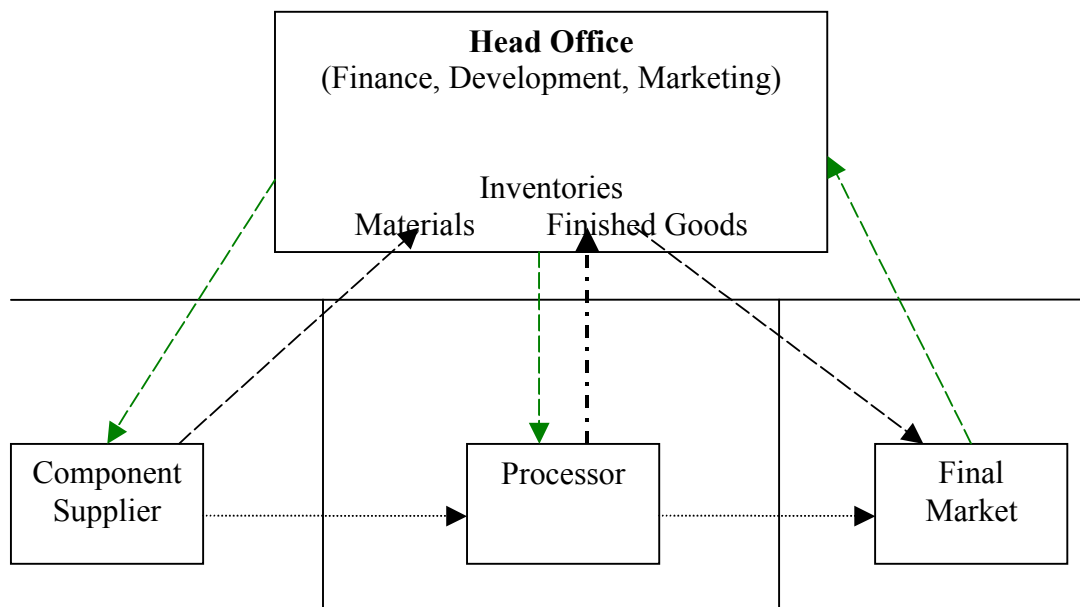 Head Office
(Finance, Development, Marketing)
Inventories
Materials Finished Goods
Component
Supplier
Processor
Final
Market